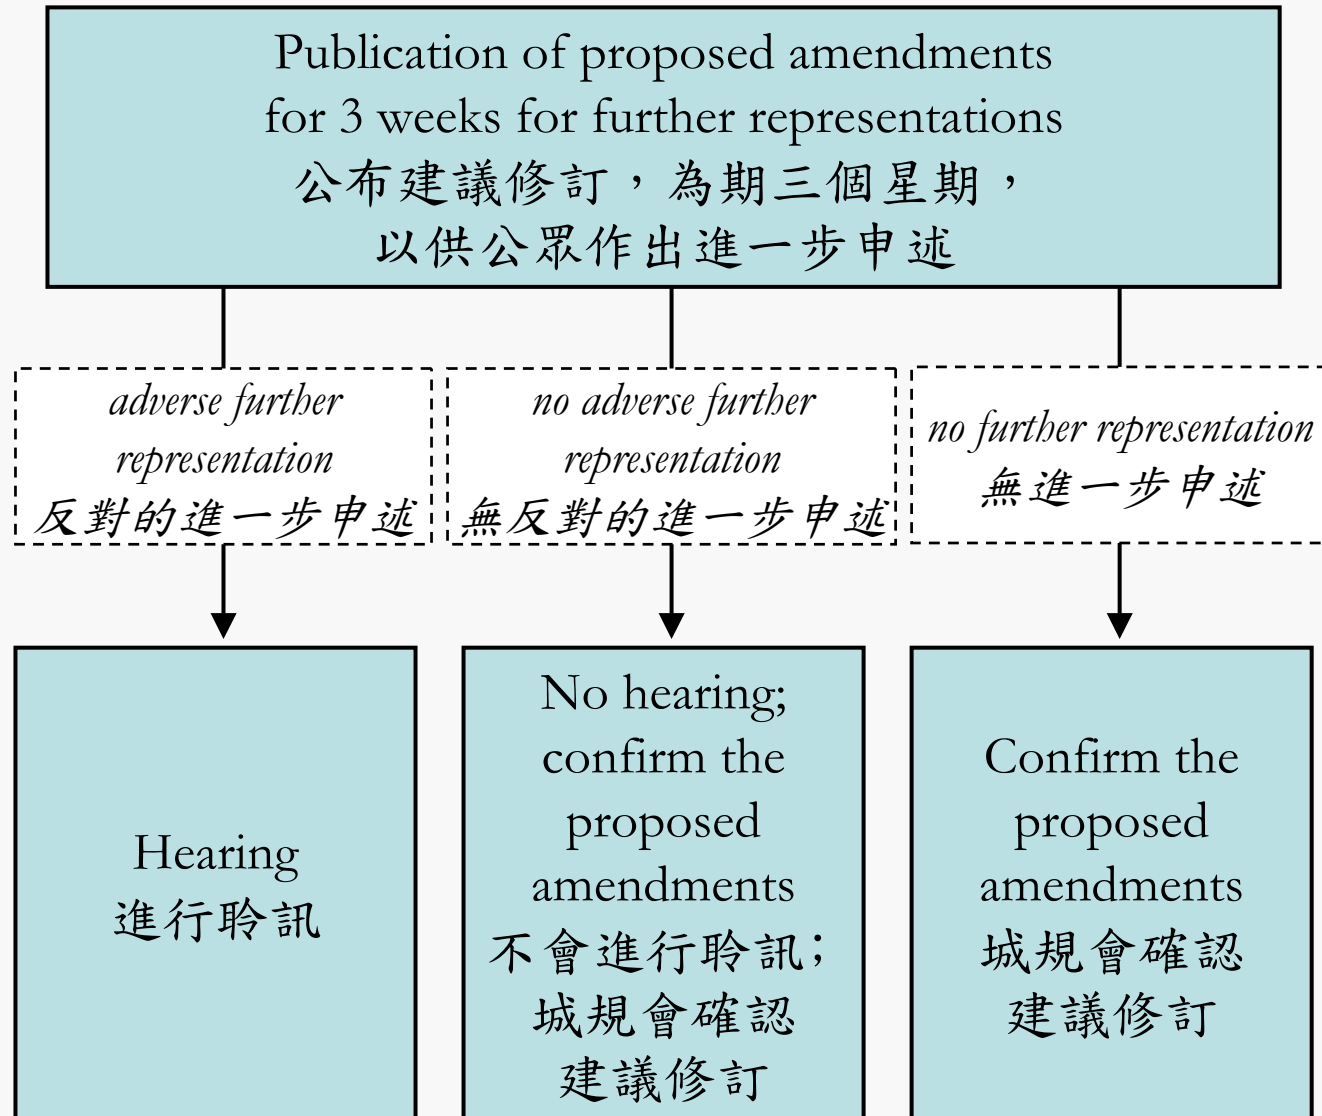 Publication of proposed amendments
for 3 weeks for further representations
公布建議修訂，為期三個星期，
以供公眾作出進一步申述
adverse further
representation
反對的進一步申述
no adverse further
representation
無反對的進一步申述
no further representation
無進一步申述
Hearing
進行聆訊
No hearing;
confirm the
proposed
amendments
不會進行聆訊;
城規會確認
建議修訂
Confirm the
proposed
amendments
城規會確認
建議修訂